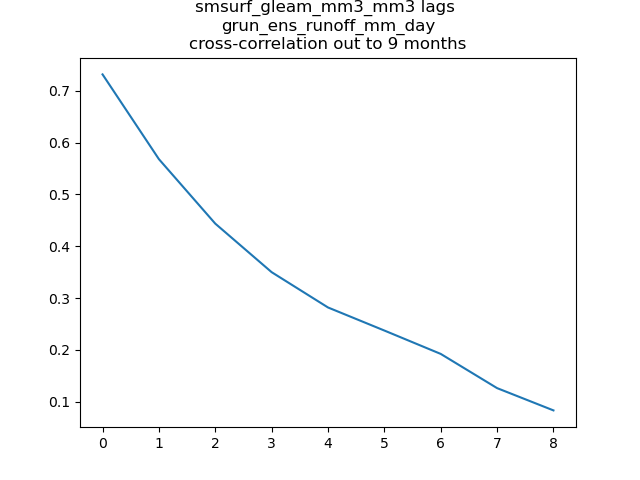 smsurf_gleam_mm3_mm3 lags
grun_ens_runoff_mm_day
cross-correlation out to 9 months
0.7
0.6
0.5
0.4
0.3
0.2
0.1
0 1 2 3 4 5 6 7 8